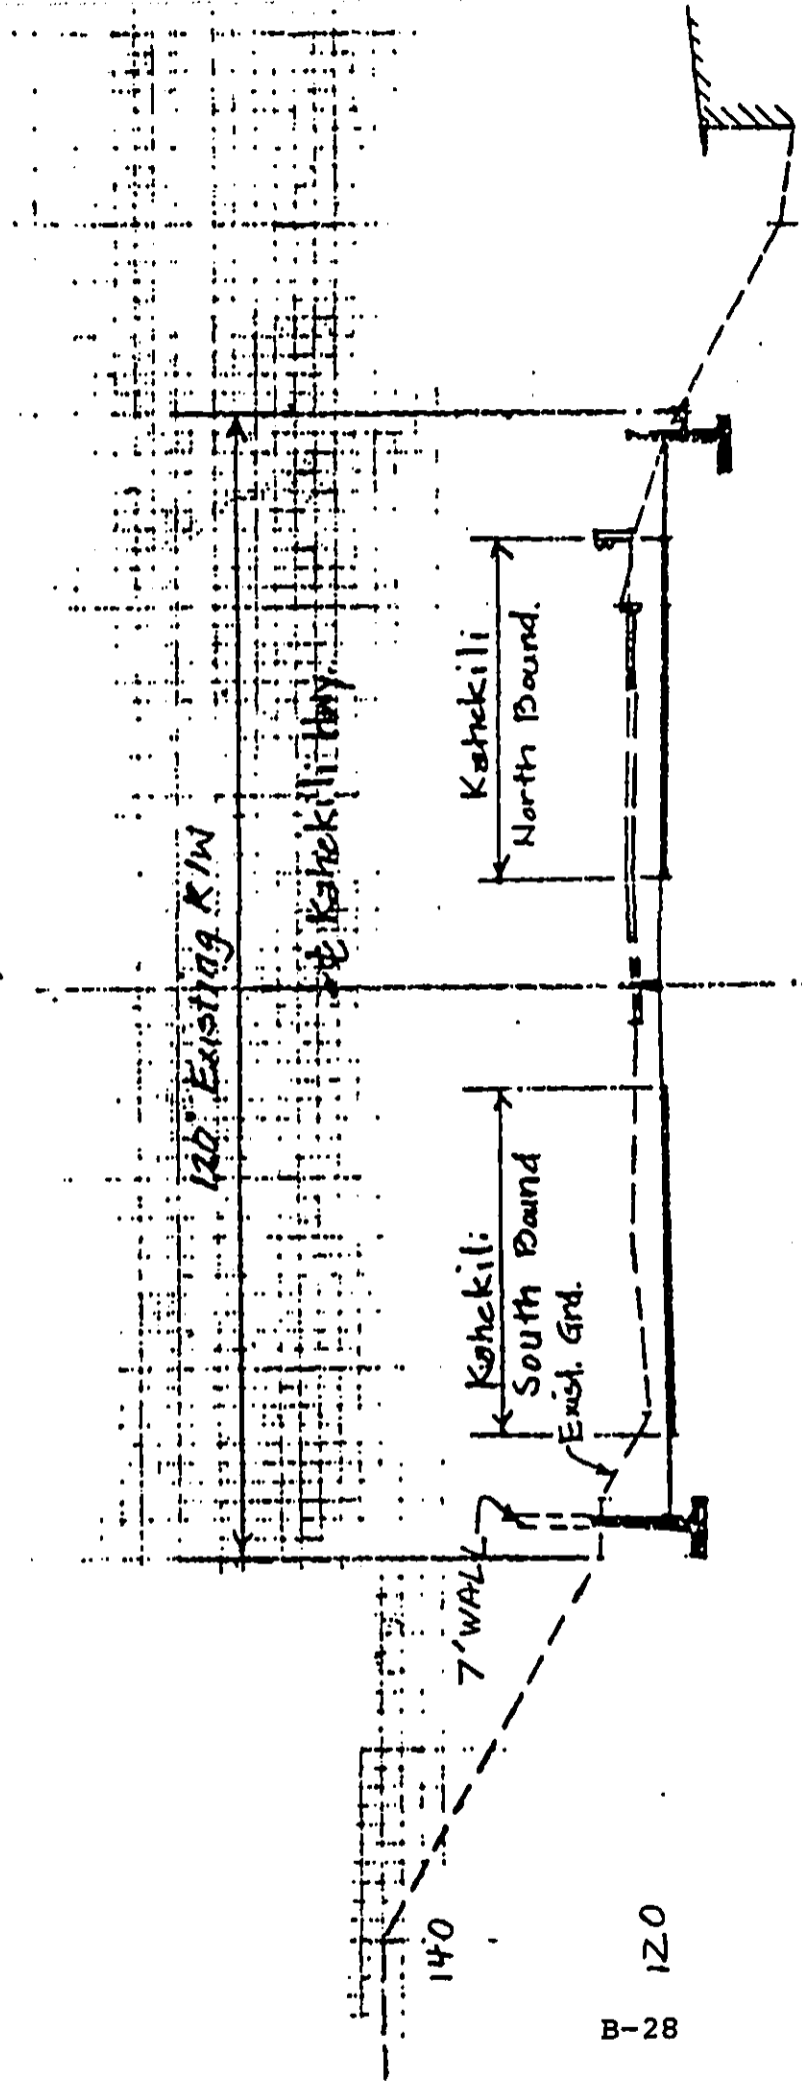 120' Existing R/W
℄ Kahekili Hwy.
Kahekili
North Bound.
Kahekili
South Bound
Exist. Grd.
7' WALL
140
120
B-28